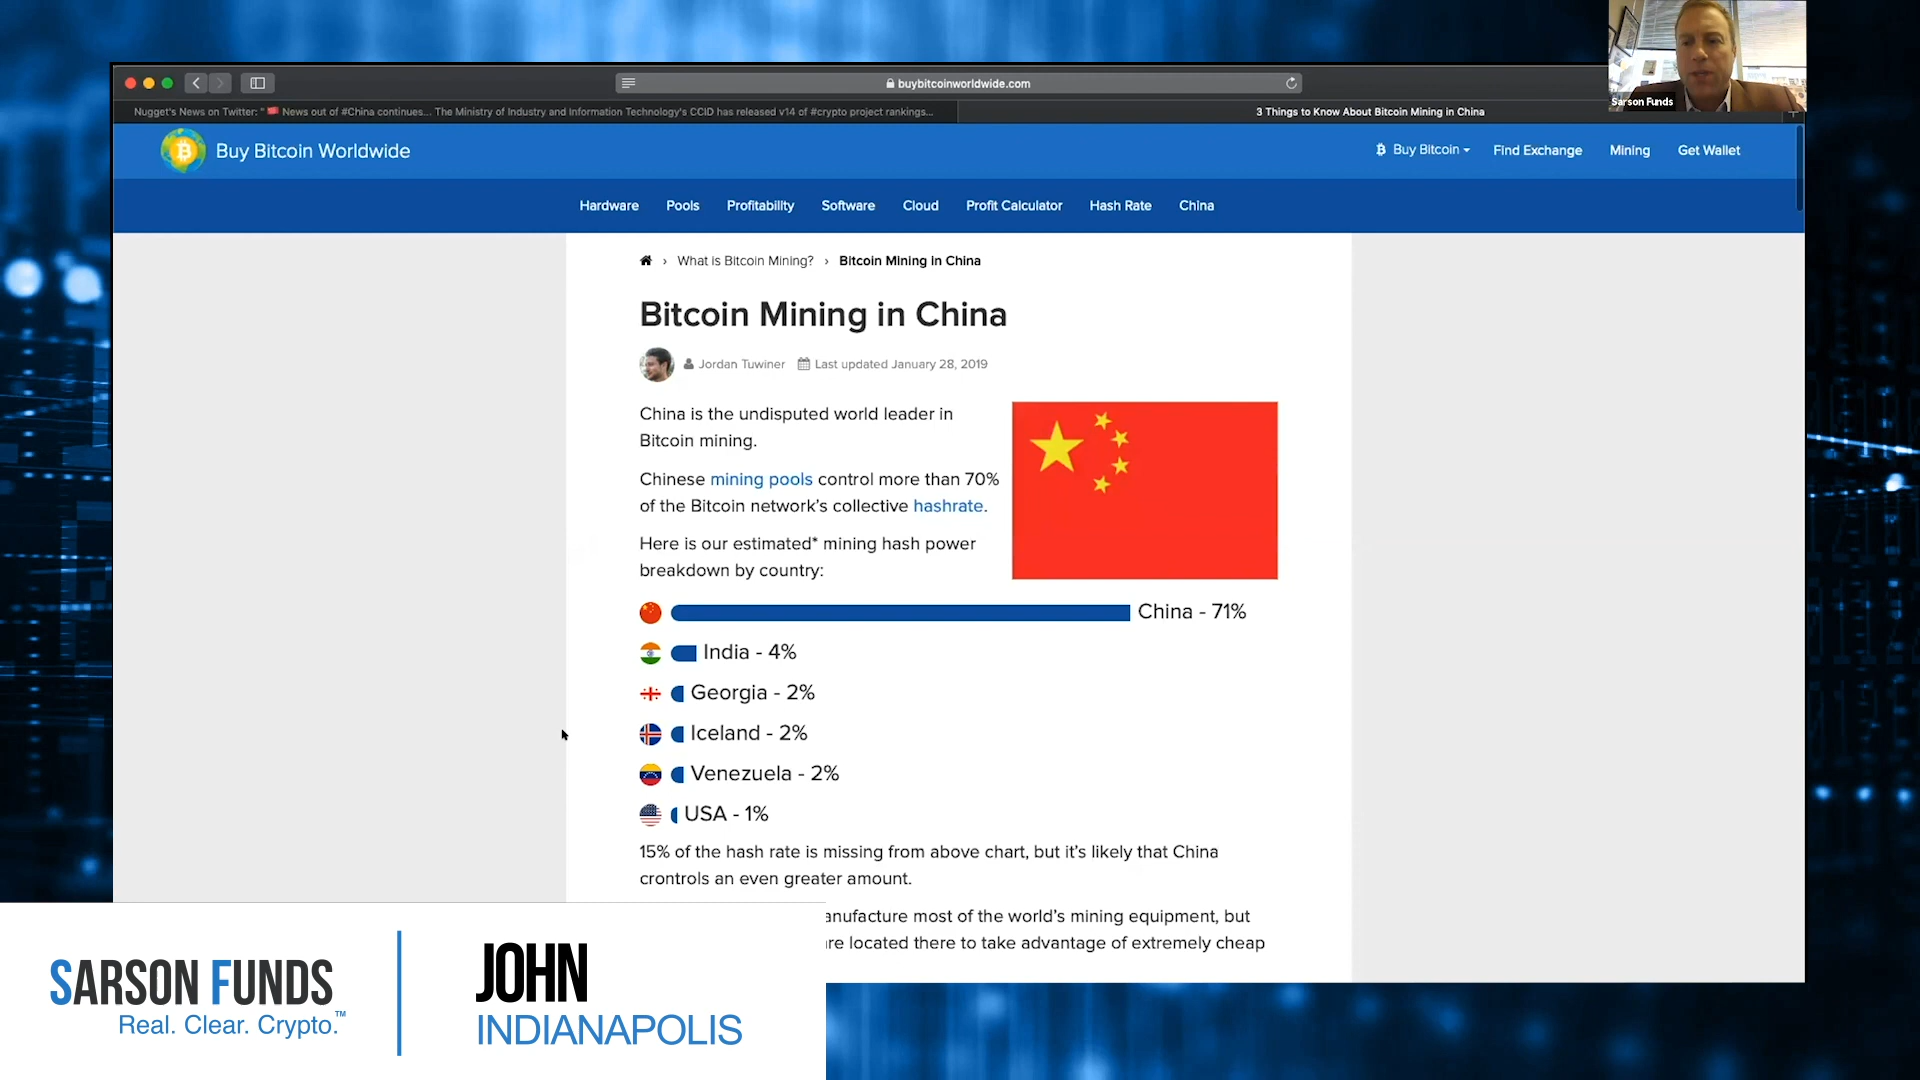 buybitcoinworldwide.com
Nugget's News on Twitter: " 🇨🇳 News out of #China continues... The Ministry of Industry and Information Technology's CCID has released v14 of #crypto project rankings...
3 Things to Know About Bitcoin Mining in China
Sarson Funds
Buy Bitcoin Worldwide
Buy Bitcoin
Find Exchange
Mining
Get Wallet
Hardware
Pools
Profitability
Software
Cloud
Profit Calculator
Hash Rate
China
› What is Bitcoin Mining? › Bitcoin Mining in China
Bitcoin Mining in China
Jordan Tuwiner Last updated January 28, 2019
China is the undisputed world leader in
Bitcoin mining.
Chinese mining pools control more than 70%
of the Bitcoin network's collective hashrate.
Here is our estimated* mining hash power
breakdown by country:
China - 71%
India - 4%
Georgia - 2%
Iceland - 2%
Venezuela - 2%
USA - 1%
15% of the hash rate is missing from above chart, but it's likely that China
crontrols an even greater amount.
anufacture most of the world's mining equipment, but
re located there to take advantage of extremely cheap
SARSON FUNDS
Real. Clear. Crypto.™
JOHN
INDIANAPOLIS